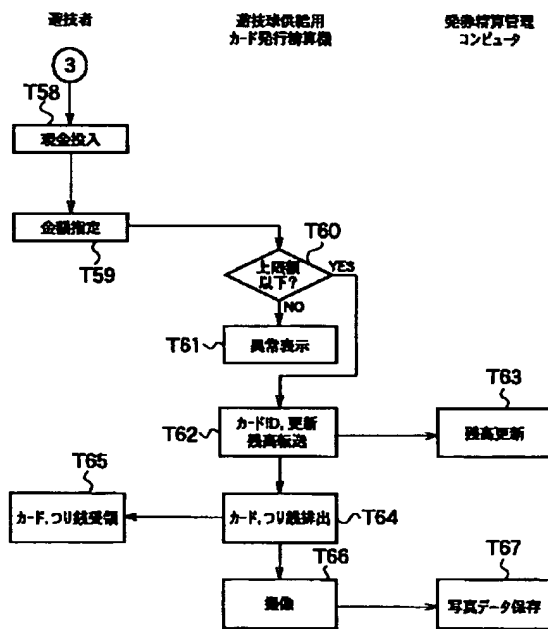 遊技者
遊技球供給用
カード発行精算機
発券精算管理
コンピュータ
3
T58
現金投入
金額指定
T59
T60
上限額
以下?
YES
NO
T61
異常表示
T63
T62
カードID,更新
残高転送
残高更新
T65
カード,つり銭受領
カード,つり銭排出
T64
T66
T67
撮像
写真データ保存